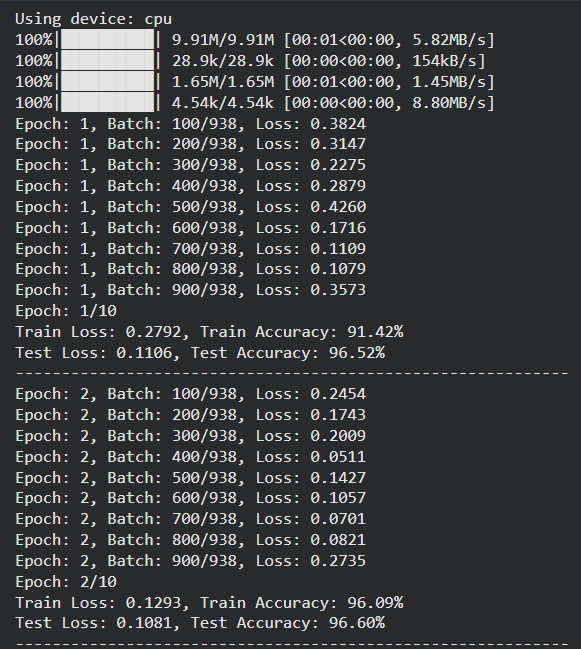 Using device: cpu
100%|██████████| 9.91M/9.91M [00:01<00:00, 5.82MB/s]
100%|██████████| 28.9k/28.9k [00:00<00:00, 154kB/s]
100%|██████████| 1.65M/1.65M [00:01<00:00, 1.45MB/s]
100%|██████████| 4.54k/4.54k [00:00<00:00, 8.80MB/s]
Epoch: 1, Batch: 100/938, Loss: 0.3824
Epoch: 1, Batch: 200/938, Loss: 0.3147
Epoch: 1, Batch: 300/938, Loss: 0.2275
Epoch: 1, Batch: 400/938, Loss: 0.2879
Epoch: 1, Batch: 500/938, Loss: 0.4260
Epoch: 1, Batch: 600/938, Loss: 0.1716
Epoch: 1, Batch: 700/938, Loss: 0.1109
Epoch: 1, Batch: 800/938, Loss: 0.1079
Epoch: 1, Batch: 900/938, Loss: 0.3573
Epoch: 1/10
Train Loss: 0.2792, Train Accuracy: 91.42%
Test Loss: 0.1106, Test Accuracy: 96.52%
------------------------------------------------------------
Epoch: 2, Batch: 100/938, Loss: 0.2454
Epoch: 2, Batch: 200/938, Loss: 0.1743
Epoch: 2, Batch: 300/938, Loss: 0.2009
Epoch: 2, Batch: 400/938, Loss: 0.0511
Epoch: 2, Batch: 500/938, Loss: 0.1427
Epoch: 2, Batch: 600/938, Loss: 0.1057
Epoch: 2, Batch: 700/938, Loss: 0.0701
Epoch: 2, Batch: 800/938, Loss: 0.0821
Epoch: 2, Batch: 900/938, Loss: 0.2735
Epoch: 2/10
Train Loss: 0.1293, Train Accuracy: 96.09%
Test Loss: 0.1081, Test Accuracy: 96.60%
------------------------------------------------------------